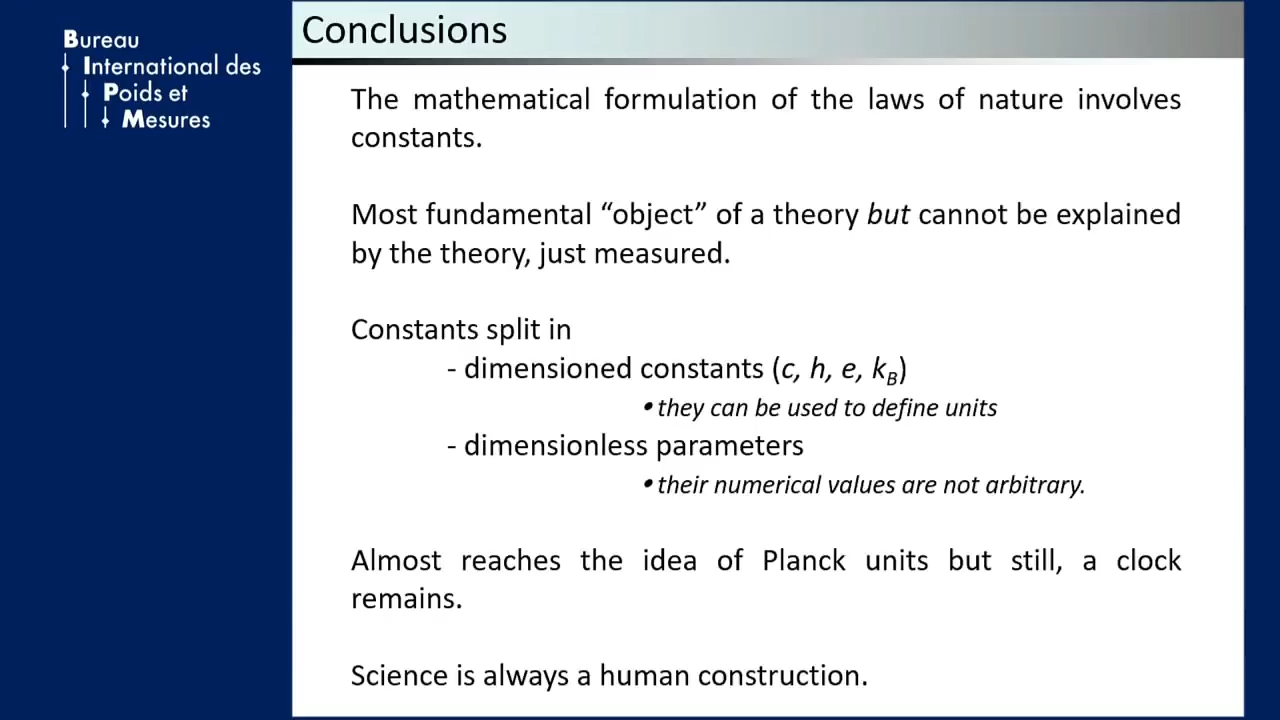 Bureau
International des
Poids et
Mesures
Conclusions
The mathematical formulation of the laws of nature involves
constants.
Most fundamental “object” of a theory but cannot be explained
by the theory, just measured.
Constants split in
- dimensioned constants (c, h, e, kB)
• they can be used to define units
- dimensionless parameters
• their numerical values are not arbitrary.
Almost reaches the idea of Planck units but still, a clock
remains.
Science is always a human construction.